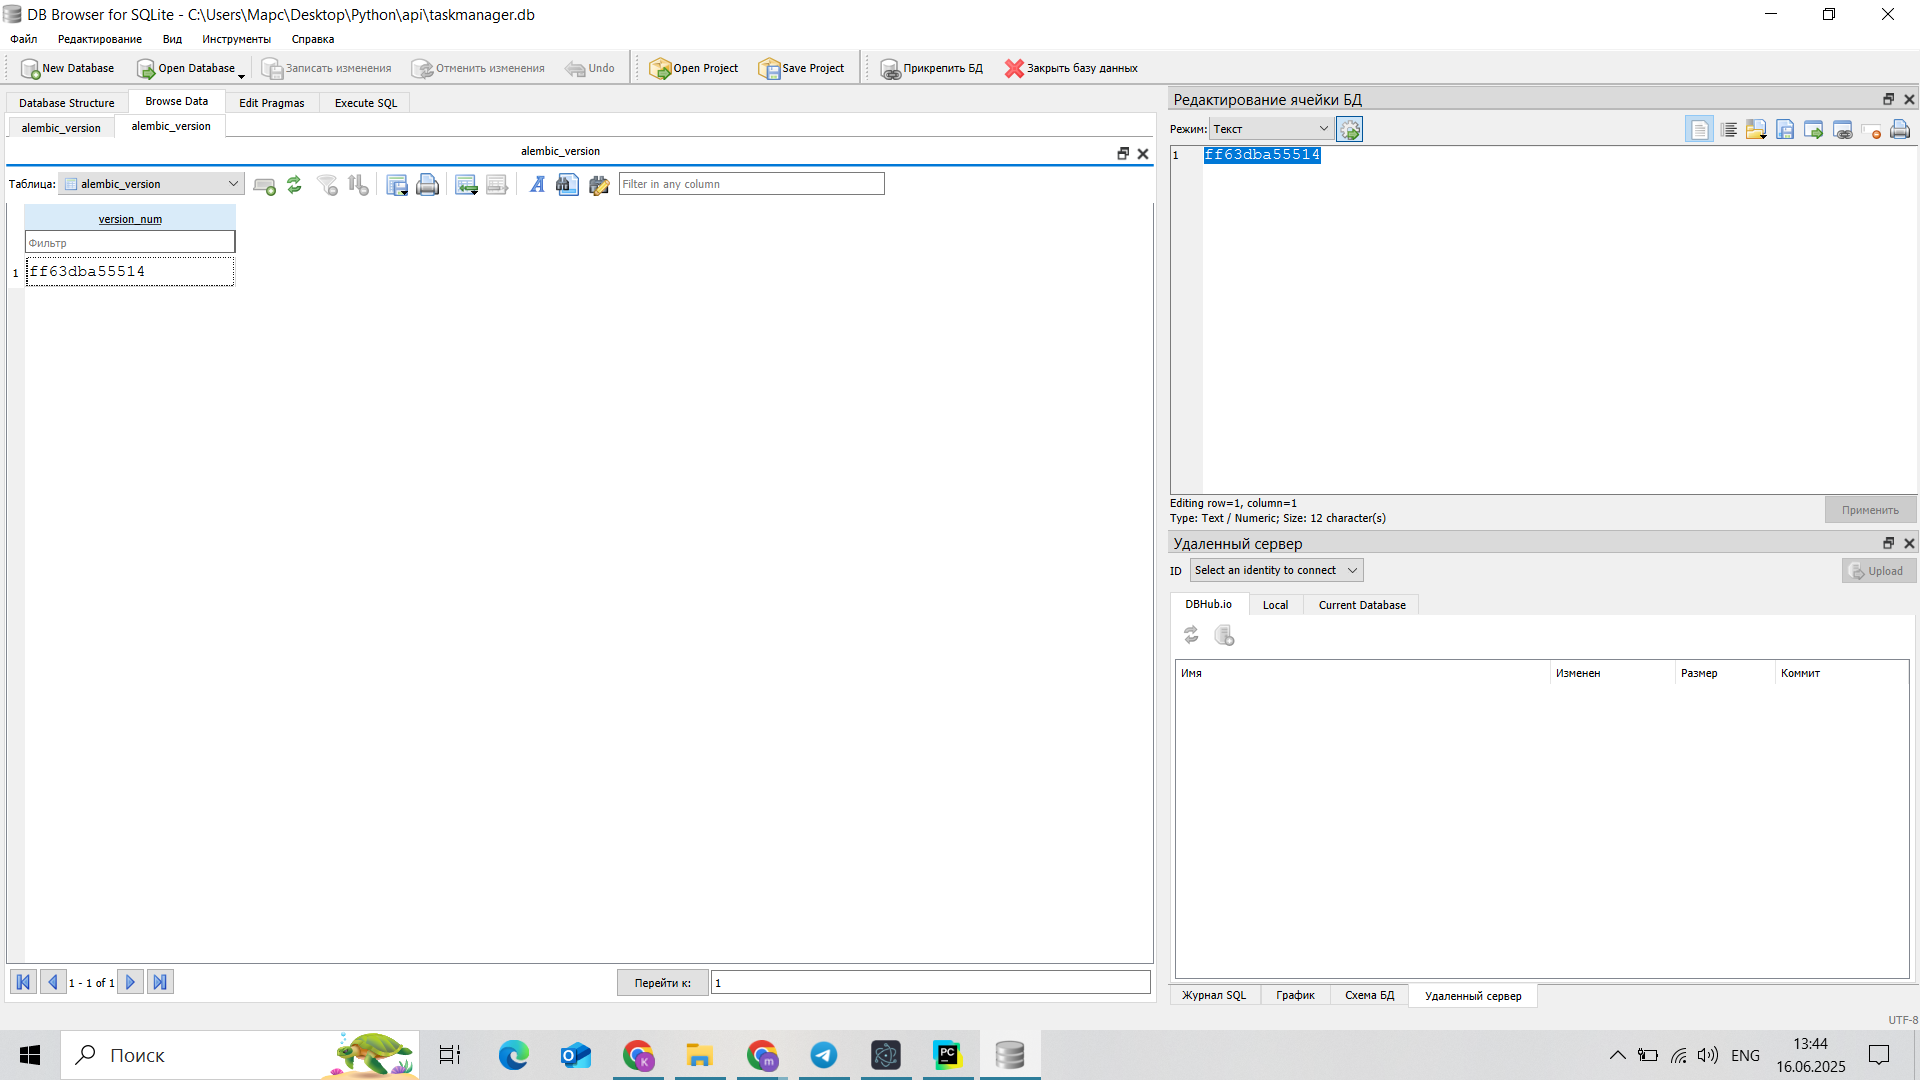 DB Browser for SQLite - C:\Users\Марс\Desktop\Python\api\taskmanager.db
Файл Редактирование Вид Инструменты Справка
New Database Open Database Записать изменения Отменить изменения Undo Open Project Save Project Прикрепить БД Закрыть базу данных
Database Structure Browse Data Edit Pragmas Execute SQL
alembic_version alembic_version
alembic_version
Таблица: alembic_version Filter in any column
version_num
Фильтр
1 ff63dba55514
1 - 1 of 1 Перейти к: 1
Редактирование ячейки БД
Режим: Текст
1 ff63dba55514
Editing row=1, column=1
Type: Text / Numeric; Size: 12 character(s)
Применить
Удаленный сервер
ID Select an identity to connect Upload
DBHub.io Local Current Database
Имя Изменен Размер Коммит
Журнал SQL График Схема БД Удаленный сервер
UTF-8
Поиск
K m PC
ENG
13:44
16.06.2025